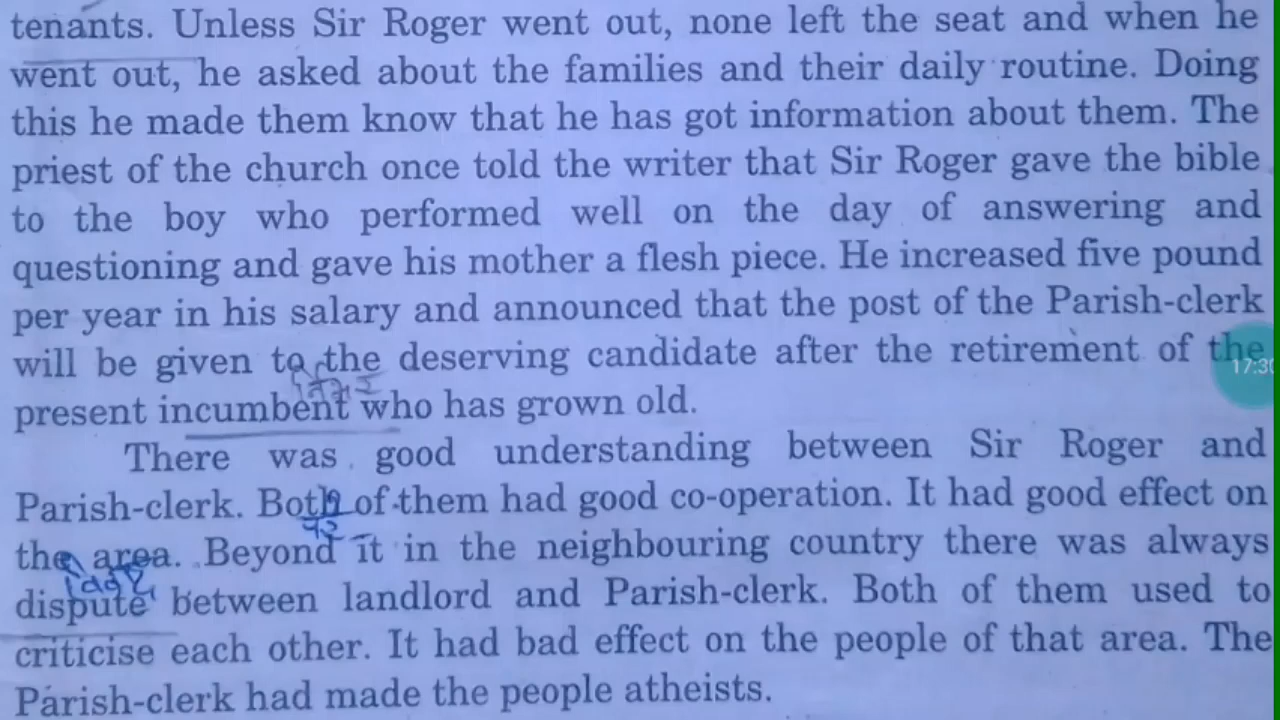 tenants. Unless Sir Roger went out, none left the seat and when he
went out, he asked about the families and their daily routine. Doing
this he made them know that he has got information about them. The
priest of the church once told the writer that Sir Roger gave the bible
to the boy who performed well on the day of answering and
questioning and gave his mother a flesh piece. He increased five pound
per year in his salary and announced that the post of the Parish-clerk
will be given to the deserving candidate after the retirement of the
17:30
present incumbent who has grown old.
There was good understanding between Sir Roger and
Parish-clerk. Both of them had good co-operation. It had good effect on
the area. Beyond it in the neighbouring country there was always
dispute between landlord and Parish-clerk. Both of them used to
criticise each other. It had bad effect on the people of that area. The
Parish-clerk had made the people atheists.